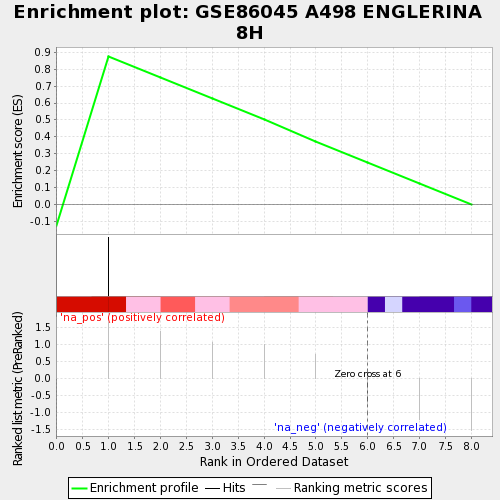 Enrichment plot: GSE86045 A498 ENGLERINA
8H
Enrichment score (ES)
0.9
0.8
0.7
0.6
0.5
0.4
0.3
0.2
0.1
0.0
-0.1
Ranked list metric (PreRanked)
'na_pos' (positively correlated)
1.5
1.0
0.5
0.0
-0.5
-1.0
-1.5
Zero cross at 6
'na_neg' (negatively correlated)
0.0 0.5 1.0 1.5 2.0 2.5 3.0 3.5 4.0 4.5 5.0 5.5 6.0 6.5 7.0 7.5 8.0
Rank in Ordered Dataset
Enrichment profile Hits Ranking metric scores